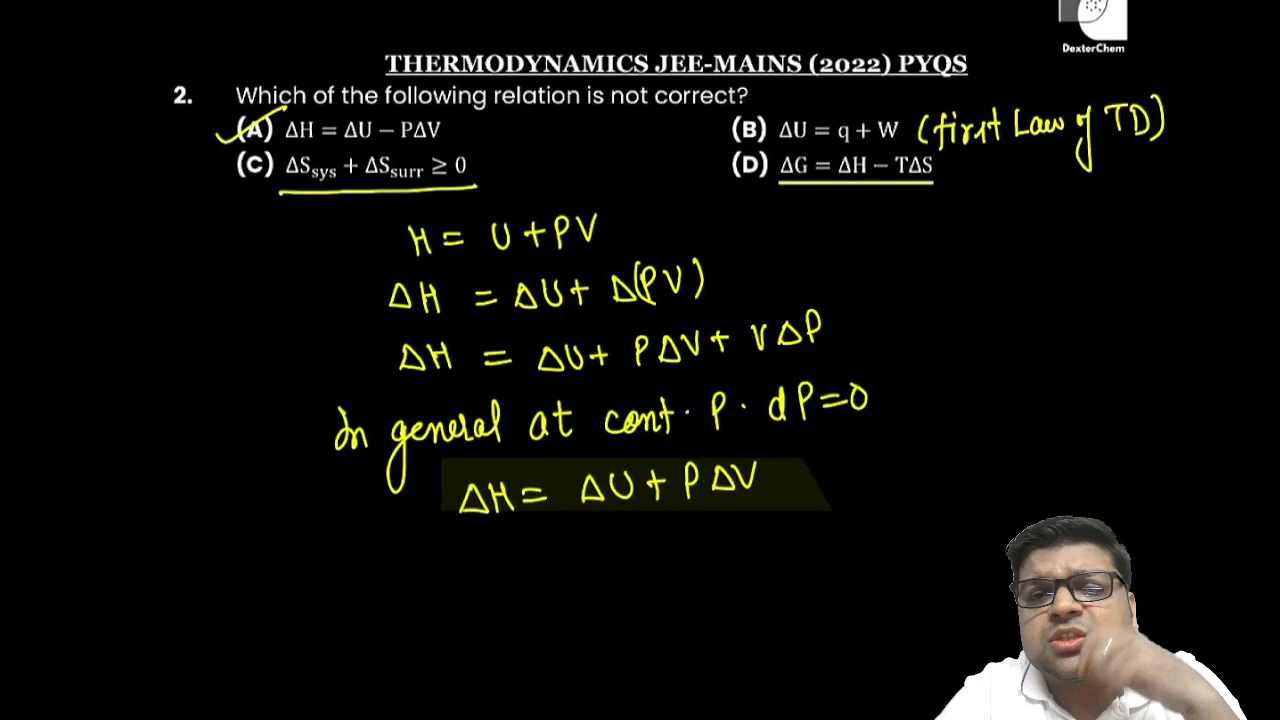 DexterChem
THERMODYNAMICS JEE-MAINS (2022) PYQS
2. Which of the following relation is not correct?
(A) ΔH = ΔU − PΔV (B) ΔU = q + W (first Law of TD)
(C) ΔS_sys + ΔS_surr ≥ 0 (D) ΔG = ΔH − TΔS
H = U + PV
ΔH = ΔU + Δ(PV)
ΔH = ΔU + PΔV + VΔP
In general at cont. P. dP=0
ΔH = ΔU + PΔV